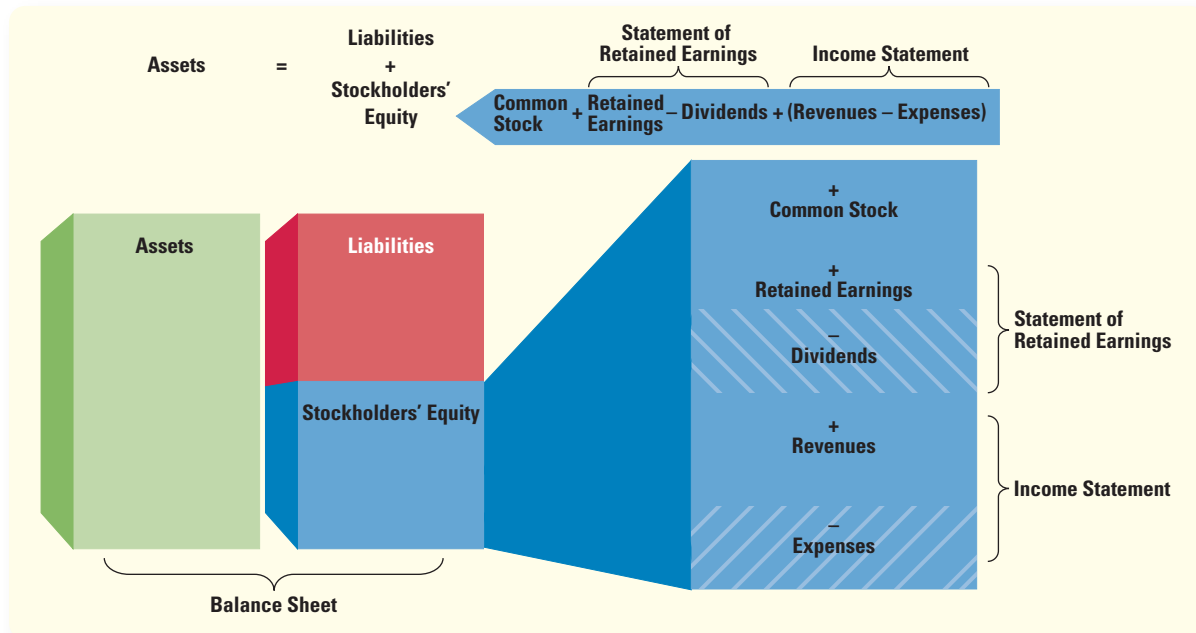 Assets
=
Liabilities
+
Stockholders’
Equity
Statement of
Retained Earnings
Income Statement
Common
Stock
+ Retained
Earnings
– Dividends + (Revenues – Expenses)
Assets
Liabilities
Stockholders’ Equity
Balance Sheet
+
Common Stock
+
Retained Earnings
–
Dividends
+
Revenues
–
Expenses
Statement of
Retained Earnings
Income Statement